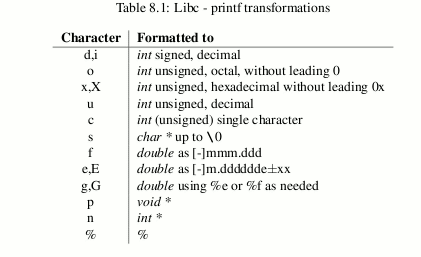 Table 8.1: Libc - printf transformations
Character Formatted to
d,i int signed, decimal
o int unsigned, octal, without leading 0
x,X int unsigned, hexadecimal without leading 0x
u int unsigned, decimal
c int (unsigned) single character
s char * up to \0
f double as [-]mmm.ddd
e,E double as [-]m.dddddde±xx
g,G double using %e or %f as needed
p void *
n int *
% %